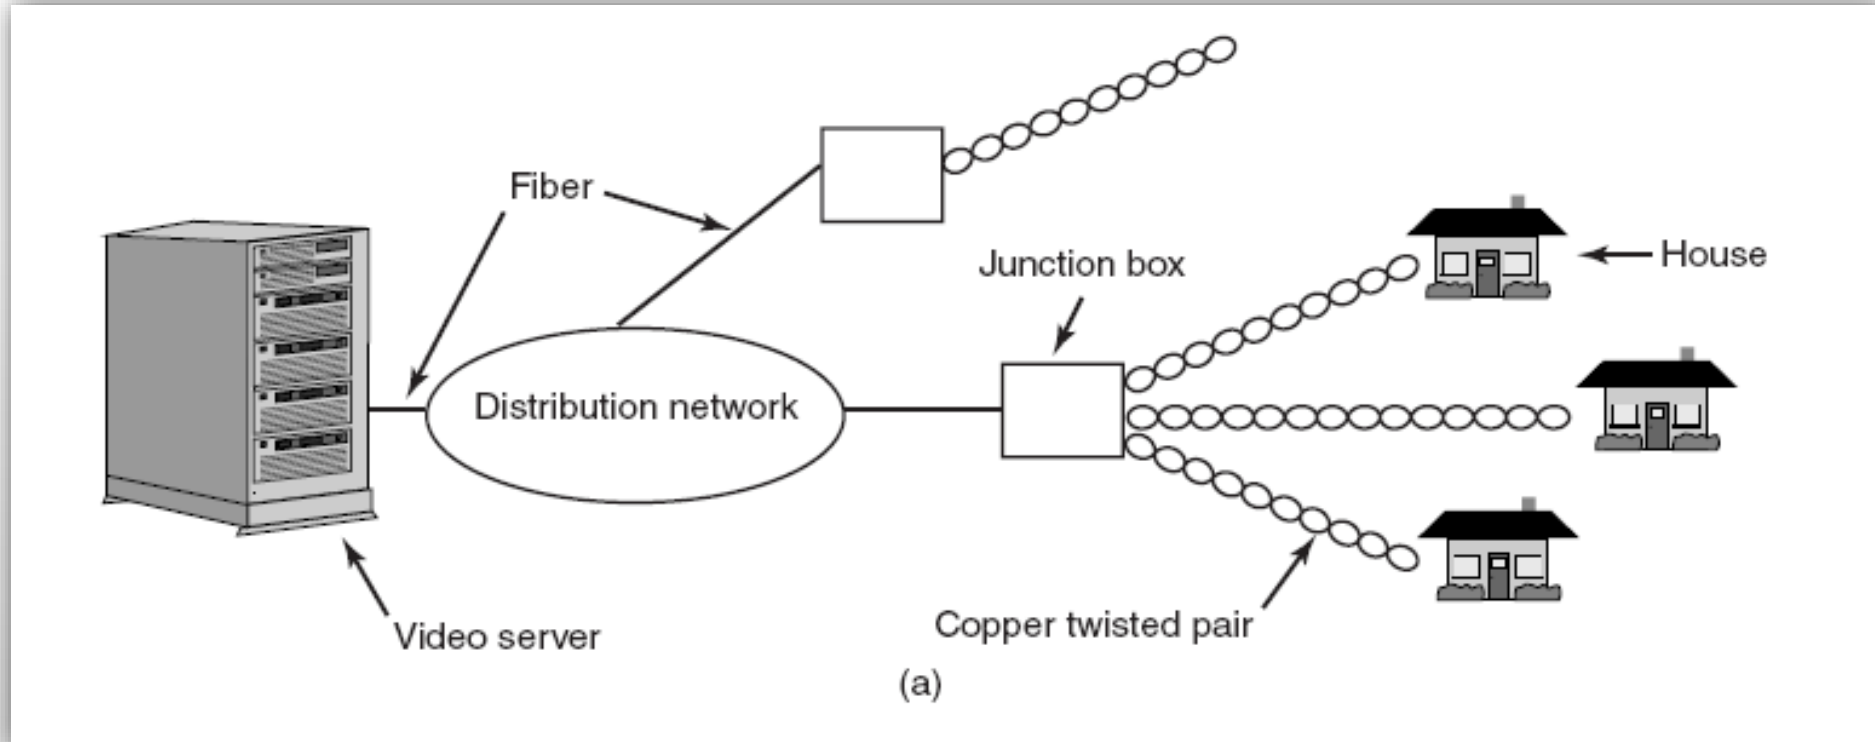 Fiber
Junction box
House
Distribution network
Copper twisted pair
Video server
(a)